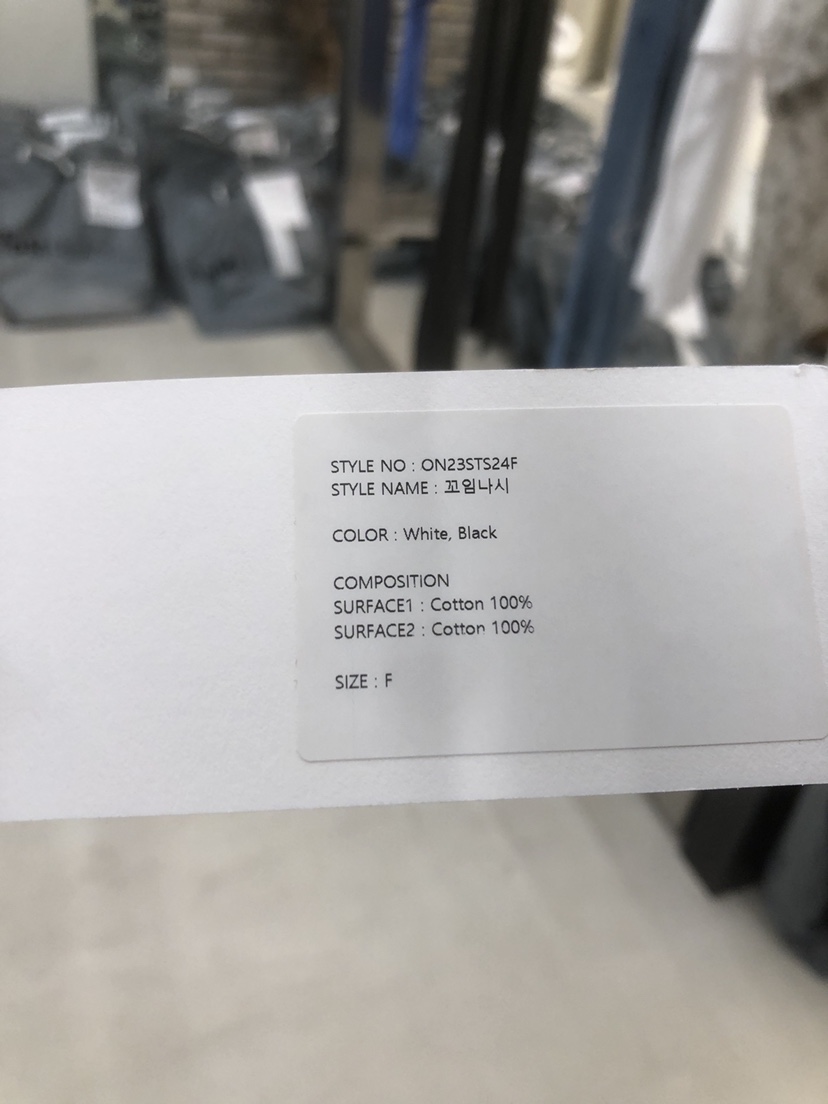 STYLE NO : ON23STS24F
STYLE NAME : 꼬임나시
COLOR : White, Black
COMPOSITION
SURFACE1 : Cotton 100%
SURFACE2 : Cotton 100%
SIZE : F